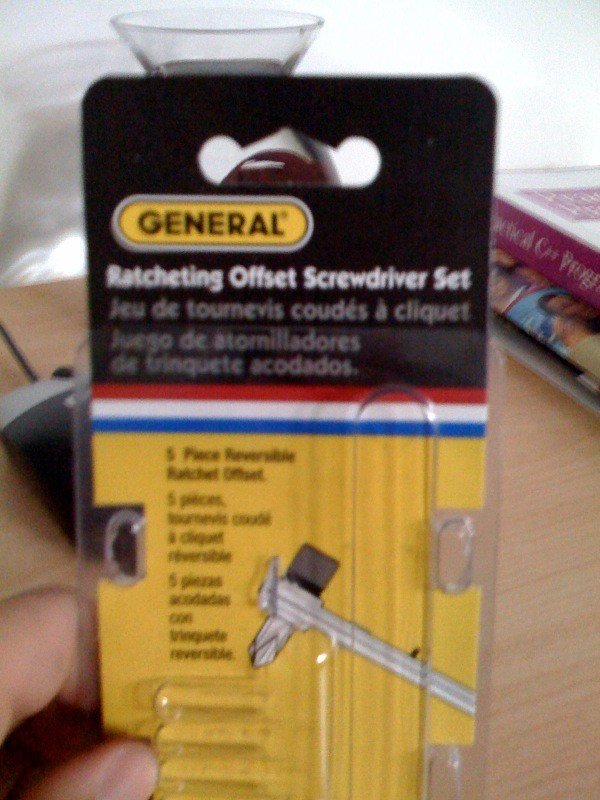 GENERAL®
Ratcheting Offset Screwdriver Set
Jeu de tournevis coudés à cliquet
Juego de atornilladores
de trinquete acodados.
5 Piece Reversible
Ratchet Offset.
5 pièces,
tournevis coudé
à cliquet
réversible
5 piezas
acodadas
con
trinquete
reversible.
C++